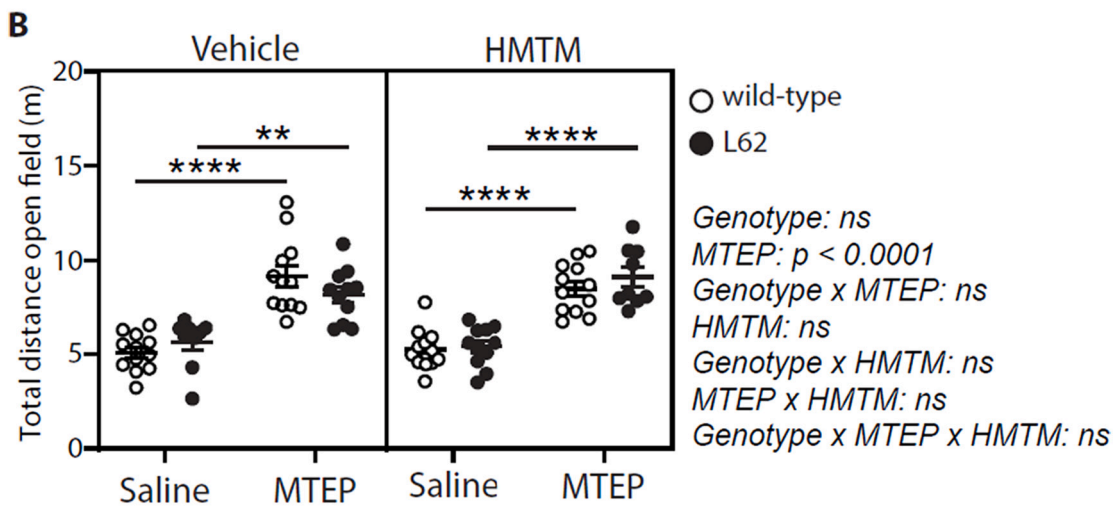 B
Vehicle
HMTM
Total distance open field (m)
20
15
10
5
0
**
****
****
****
Saline
MTEP
Saline
MTEP
wild-type
L62
Genotype: ns
MTEP: p < 0.0001
Genotype x MTEP: ns
HMTM: ns
Genotype x HMTM: ns
MTEP x HMTM: ns
Genotype x MTEP x HMTM: ns